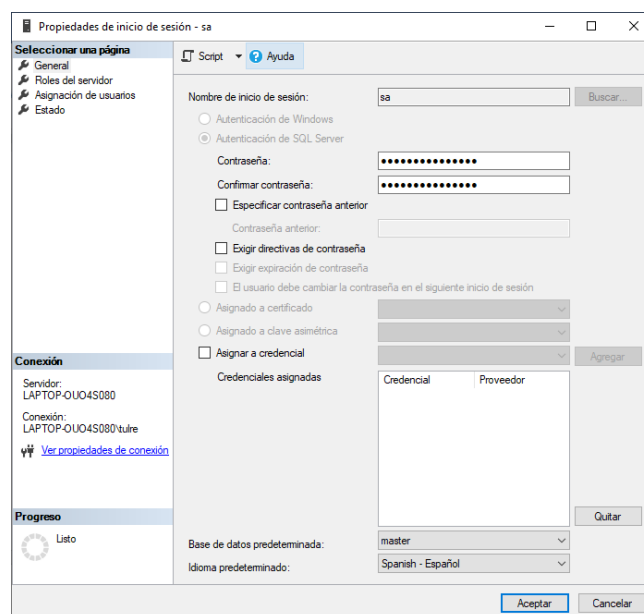 Propiedades de inicio de sesión - sa
Seleccionar una página
General
Roles del servidor
Asignación de usuarios
Estado
Script
Ayuda
Nombre de inicio de sesión:
sa
Buscar...
Autenticación de Windows
Autenticación de SQL Server
Contraseña:
●●●●●●●●●●●●●●●
Confirmar contraseña:
●●●●●●●●●●●●●●●
Especificar contraseña anterior
Contraseña anterior:
Exigir directivas de contraseña
Exigir expiración de contraseña
El usuario debe cambiar la contraseña en el siguiente inicio de sesión
Asignado a certificado
Asignado a clave asimétrica
Asignar a credencial
Agregar
Credenciales asignadas
Credencial
Proveedor
Quitar
Base de datos predeterminada:
master
Idioma predeterminado:
Spanish - Español
Conexión
Servidor:
LAPTOP-OUO4S080
Conexión:
LAPTOP-OUO4S080\tulre
Ver propiedades de conexión
Progreso
Listo
Aceptar
Cancelar